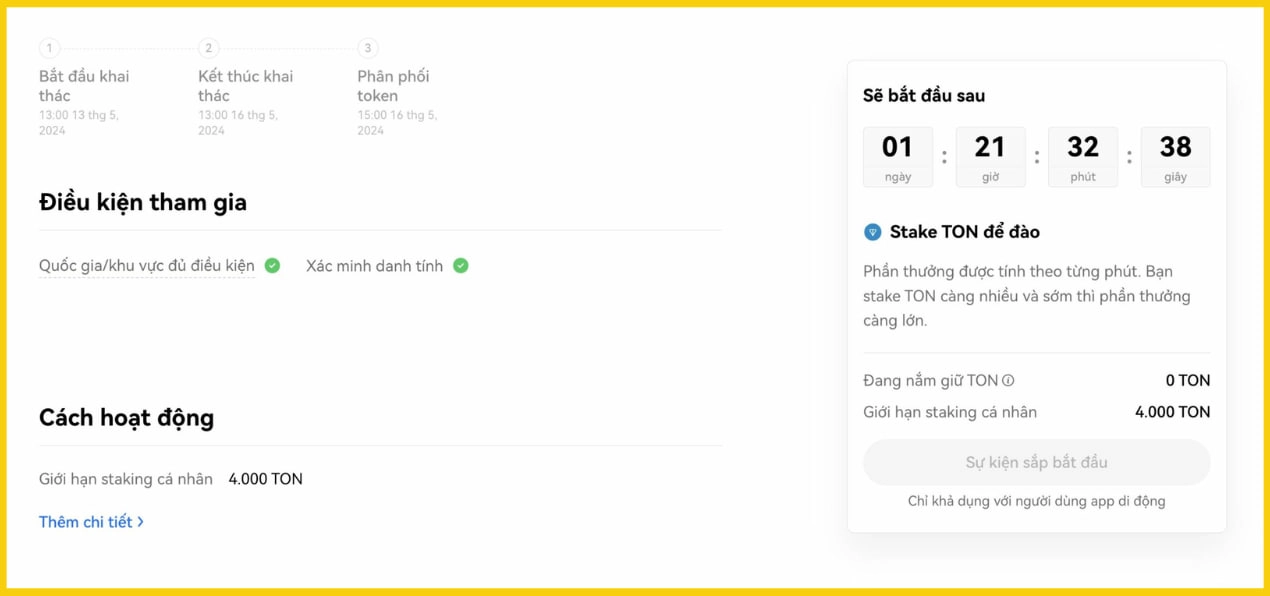 1
2
3
Bắt đầu khai
thác
13:00 13 thg 5,
2024
Kết thúc khai
thác
13:00 16 thg 5,
2024
Phân phối
token
15:00 16 thg 5,
2024
Điều kiện tham gia
Quốc gia/khu vực đủ điều kiện
Xác minh danh tính
Cách hoạt động
Giới hạn staking cá nhân 4.000 TON
Thêm chi tiết
Sẽ bắt đầu sau
01 : 21 : 32 : 38
ngày giờ phút giây
Stake TON để đào
Phần thưởng được tính theo từng phút. Bạn
stake TON càng nhiều và sớm thì phần thưởng
càng lớn.
Đang nắm giữ TON 0 TON
Giới hạn staking cá nhân 4.000 TON
Sự kiện sắp bắt đầu
Chỉ khả dụng với người dùng app di động